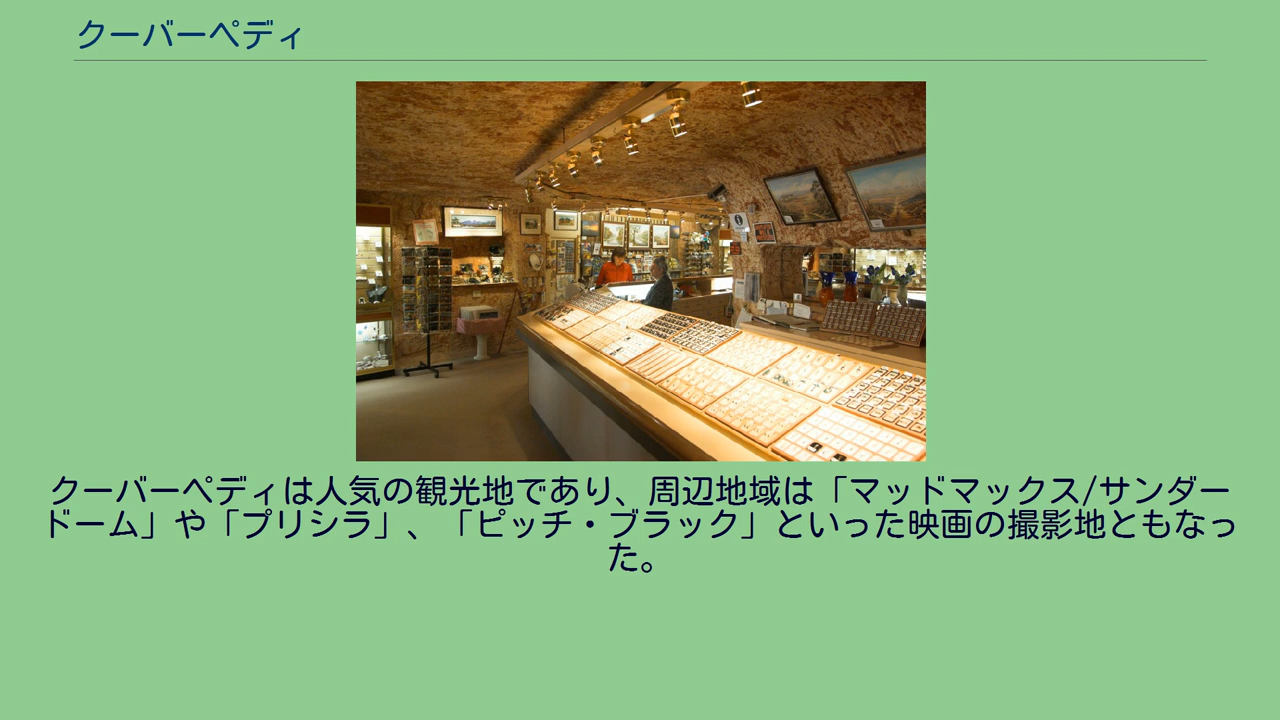 クーバーペディ
クーバーペディは人気の観光地であり、周辺地域は「マッドマックス/サンダー
ドーム」や「プリシラ」、「ピッチ・ブラック」といった映画の撮影地ともなっ
た。